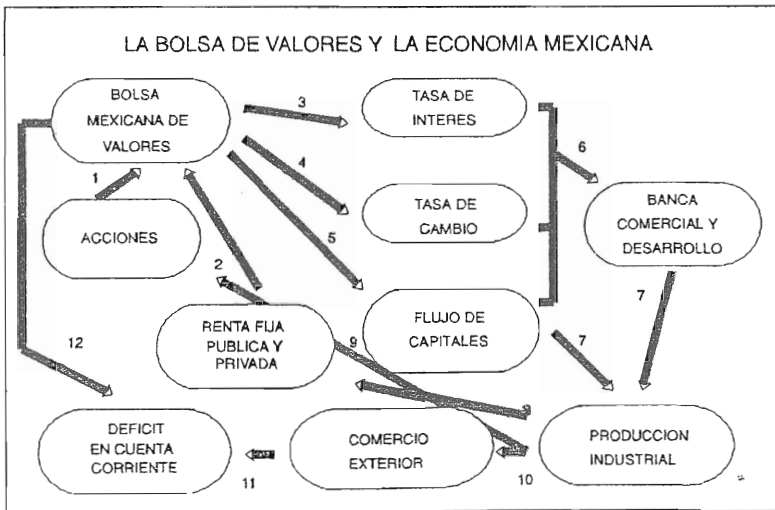 LA BOLSA DE VALORES Y LA ECONOMIA MEXICANA
BOLSA
MEXICANA DE
VALORES
3
TASA DE
INTERES
6
1
4
BANCA
COMERCIAL Y
DESARROLLO
ACCIONES
TASA DE
CAMBIO
5
2
7
12
RENTA FIJA
PUBLICA Y
PRIVADA
9
FLUJO DE
CAPITALES
7
DEFICIT
EN CUENTA
CORRIENTE
COMERCIO
EXTERIOR
PRODUCCION
INDUSTRIAL
11
10